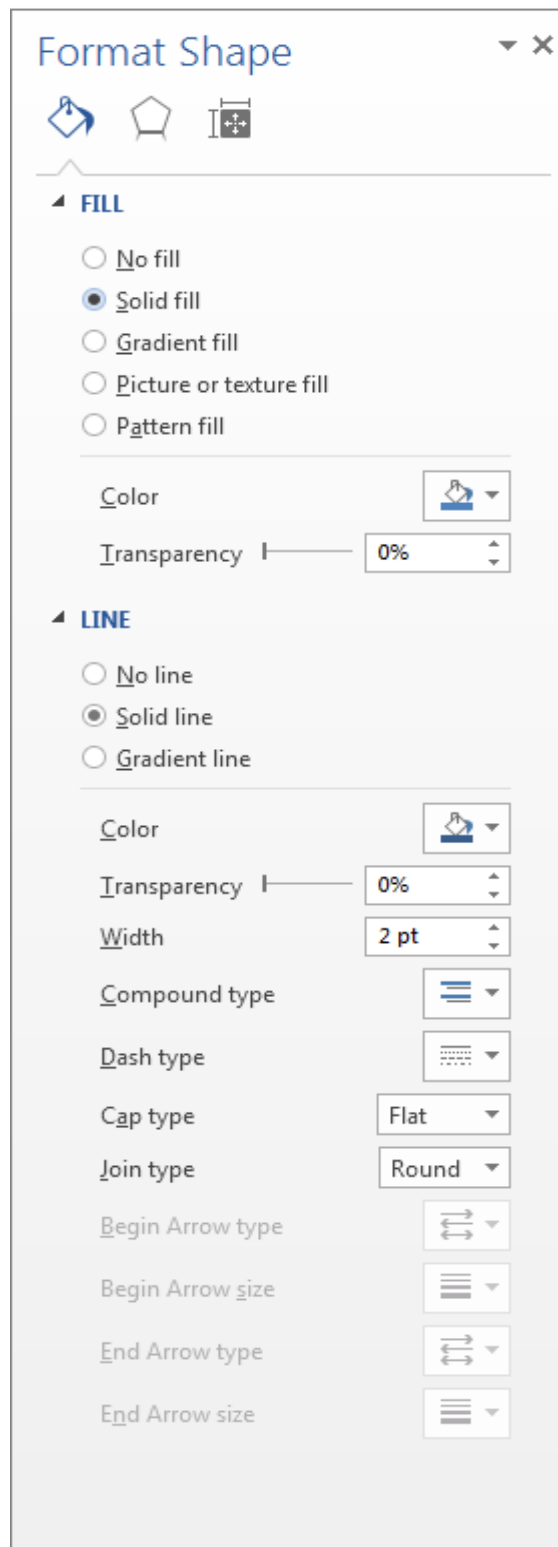 Format Shape
FILL
No fill
Solid fill
Gradient fill
Picture or texture fill
Pattern fill
Color
Transparency 0%
LINE
No line
Solid line
Gradient line
Color
Transparency 0%
Width 2 pt
Compound type
Dash type
Cap type Flat
Join type Round
Begin Arrow type
Begin Arrow size
End Arrow type
End Arrow size